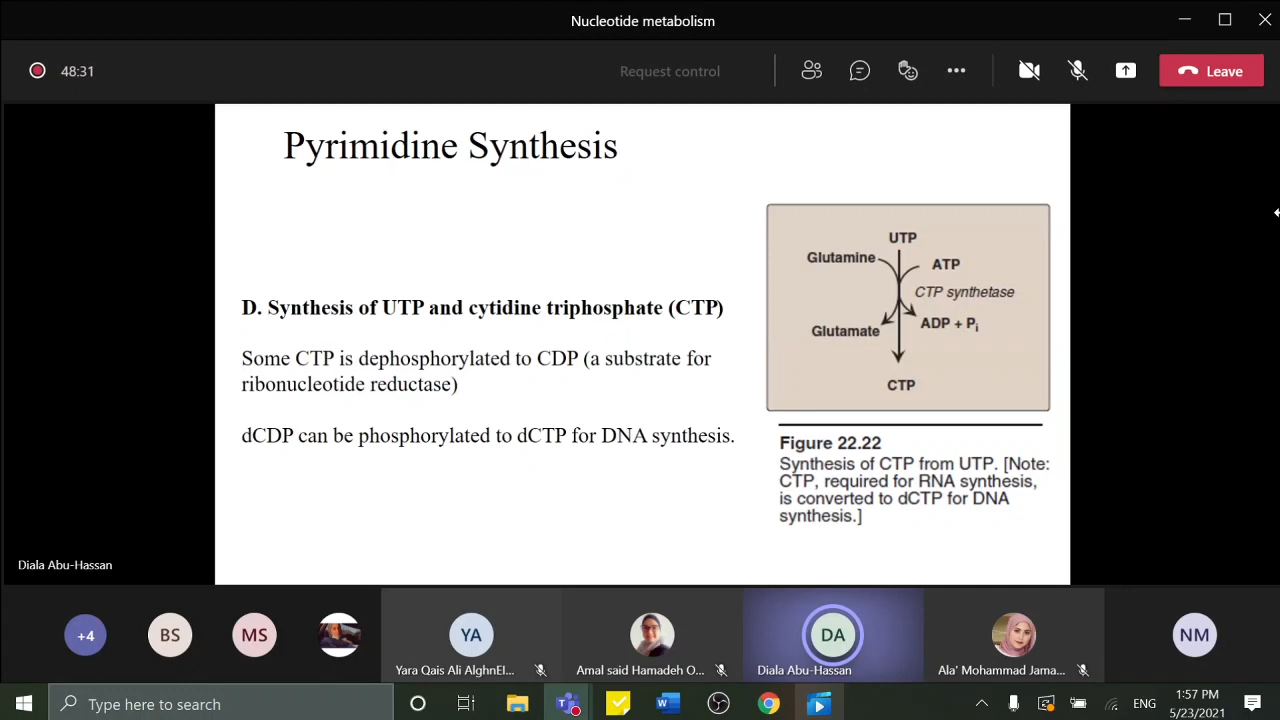 Nucleotide metabolism
48:31
Request control
Leave
Pyrimidine Synthesis
D. Synthesis of UTP and cytidine triphosphate (CTP)
Some CTP is dephosphorylated to CDP (a substrate for
ribonucleotide reductase)
dCDP can be phosphorylated to dCTP for DNA synthesis.
UTP
Glutamine
ATP
CTP synthetase
ADP + Pi
Glutamate
CTP
Figure 22.22
Synthesis of CTP from UTP. [Note:
CTP, required for RNA synthesis,
is converted to dCTP for DNA
synthesis.]
Diala Abu-Hassan
+4
BS
MS
YA
DA
NM
Yara Qais Ali AlghnEl...
Amal said Hamadeh O...
Diala Abu-Hassan
Ala' Mohammad Jama...
Type here to search
ENG
1:57 PM
5/23/2021